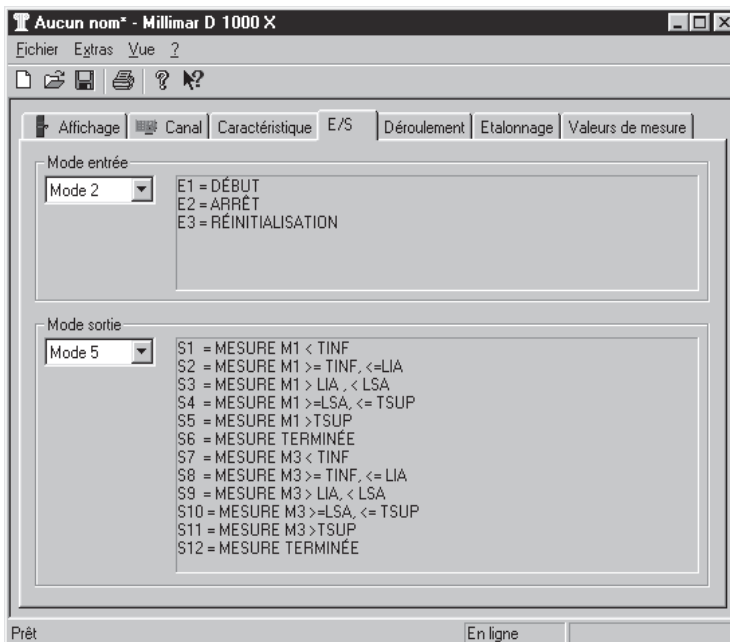 Aucun nom* - Millimar D 1000 X
Fichier Extras Vue ?
Affichage Canal Caractéristique E/S Déroulement Etalonnage Valeurs de mesure
Mode entrée
Mode 2
E1 = DÉBUT
E2 = ARRÊT
E3 = RÉINITIALISATION
Mode sortie
Mode 5
S1 = MESURE M1 < TINF
S2 = MESURE M1 >= TINF, <=LIA
S3 = MESURE M1 > LIA , < LSA
S4 = MESURE M1 >=LSA, <= TSUP
S5 = MESURE M1 >TSUP
S6 = MESURE TERMINÉE
S7 = MESURE M3 < TINF
S8 = MESURE M3 >= TINF, <= LIA
S9 = MESURE M3 > LIA, < LSA
S10 = MESURE M3 >=LSA, <= TSUP
S11 = MESURE M3 >TSUP
S12 = MESURE TERMINÉE
Prêt En ligne